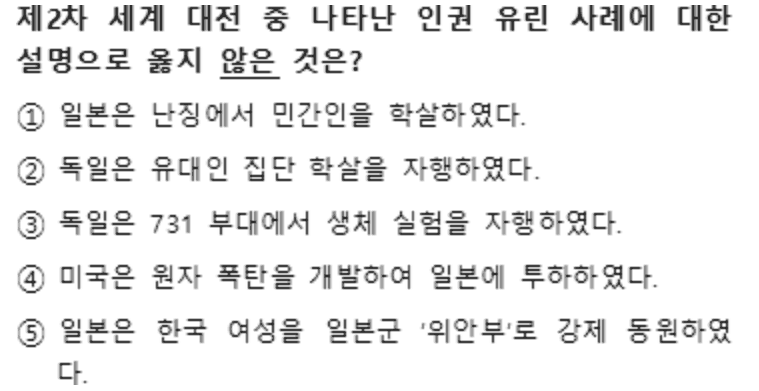 제2차 세계 대전 중 나타난 인권 유린 사례에 대한
설명으로 옳지 않은 것은?
① 일본은 난징에서 민간인을 학살하였다.
② 독일은 유대인 집단 학살을 자행하였다.
③ 독일은 731 부대에서 생체 실험을 자행하였다.
④ 미국은 원자 폭탄을 개발하여 일본에 투하하였다.
⑤ 일본은 한국 여성을 일본군 '위안부'로 강제 동원하였
다.